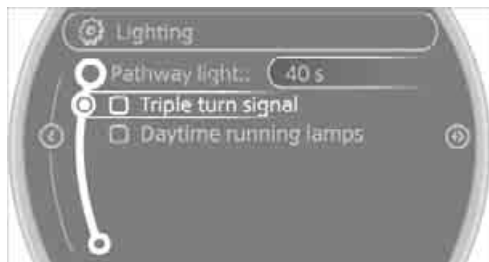 Lighting
Pathway light.: 40 s
Triple turn signal
Daytime running lamps